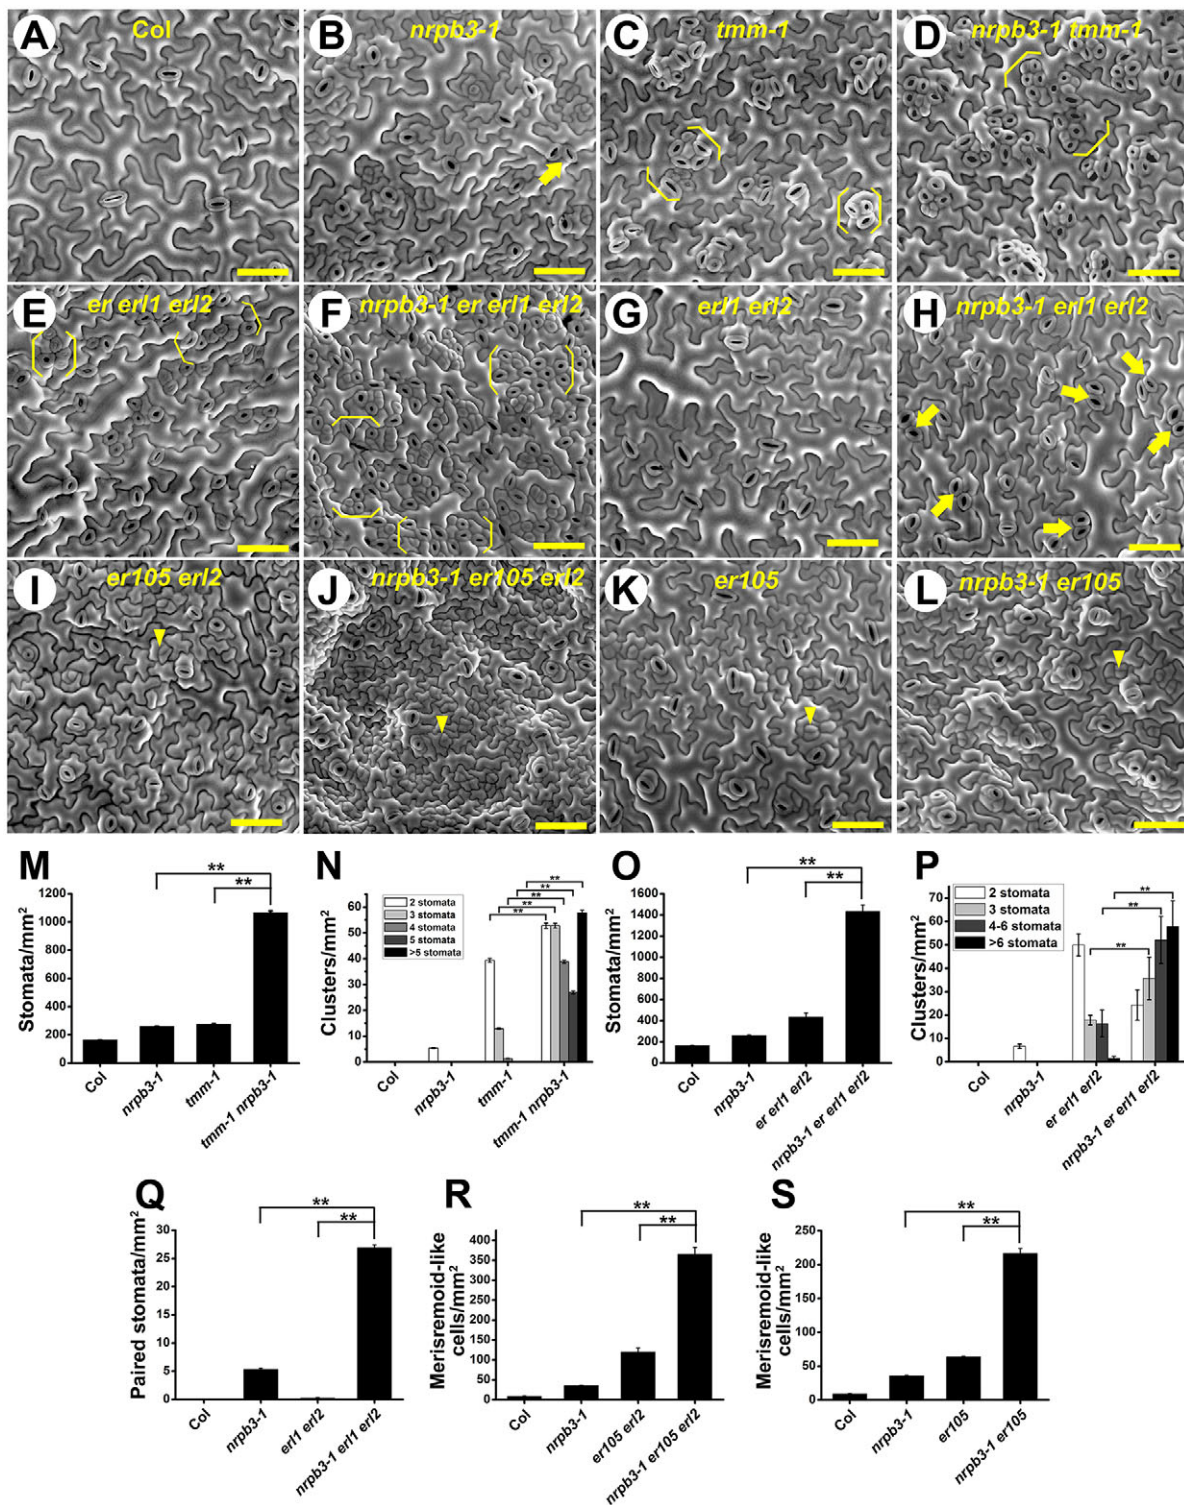 A Col
B nrpb3-1
C tmm-1
D nrpb3-1 tmm-1
E er erl1 erl2
F nrpb3-1 er erl1 erl2
G erl1 erl2
H nrpb3-1 erl1 erl2
I er105 erl2
J nrpb3-1 er105 erl2
K er105
L nrpb3-1 er105
M
Stomata/mm²
1200
1000
800
600
400
200
0
**
**
Col
nrpb3-1
tmm-1
tmm-1 nrpb3-1
N
Clusters/mm²
60
50
40
30
20
10
0
2 stomata
3 stomata
4 stomata
5 stomata
>5 stomata
**
**
**
**
**
Col
nrpb3-1
tmm-1
tmm-1 nrpb3-1
O
Stomata/mm²
1600
1400
1200
1000
800
600
400
200
0
**
**
Col
nrpb3-1
er erl1 erl2
nrpb3-1 er erl1 erl2
P
Clusters/mm²
80
70
60
50
40
30
20
10
0
2 stomata
3 stomata
4-6 stomata
>6 stomata
**
**
**
Col
nrpb3-1
er erl1 erl2
nrpb3-1 er erl1 erl2
Q
Paired stomata/mm²
30
25
20
15
10
5
0
**
**
Col
nrpb3-1
erl1 erl2
nrpb3-1 erl1 erl2
R
Merisremoid-like
cells/mm²
400
350
300
250
200
150
100
50
0
**
**
Col
nrpb3-1
er105 erl2
nrpb3-1 er105 erl2
S
Merisremoid-like
cells/mm²
250
200
150
100
50
0
**
**
Col
nrpb3-1
er105
nrpb3-1 er105